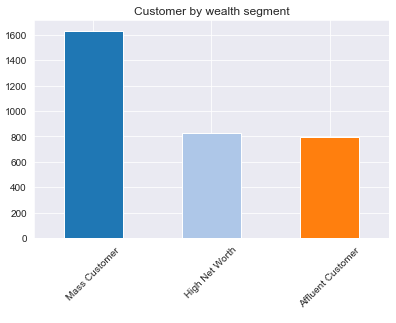 Customer by wealth segment
1600
1400
1200
1000
800
600
400
200
0
Mass Customer
High Net Worth
Affluent Customer